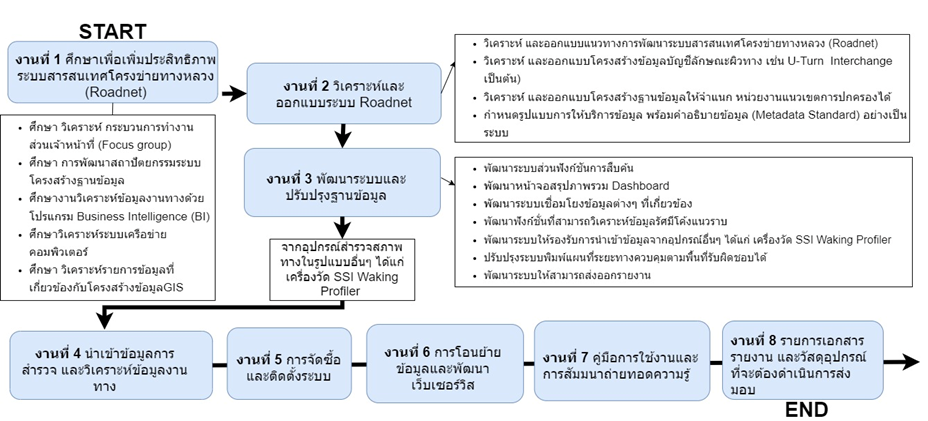 START
งานที่ 1 ศึกษาเพื่อเพิ่มประสิทธิภาพ
ระบบสารสนเทศโครงข่ายทางหลวง
(Roadnet)
• ศึกษา วิเคราะห์ กระบวนการทำงาน
ส่วนเจ้าหน้าที่ (Focus group)
• ศึกษา การพัฒนาสถาปัตยกรรมระบบ
โครงสร้างฐานข้อมูล
• ศึกษางานวิเคราะห์ข้อมูลงานทางด้วย
โปรแกรม Business Intelligence (BI)
• ศึกษาวิเคราะห์ระบบเครือข่าย
คอมพิวเตอร์
• ศึกษา วิเคราะห์รายการข้อมูลที่
เกี่ยวข้องกับโครงสร้างข้อมูลGIS
งานที่ 2 วิเคราะห์และ
ออกแบบระบบ Roadnet
• วิเคราะห์ และออกแบบแนวทางการพัฒนาระบบสารสนเทศโครงข่ายทางหลวง (Roadnet)
• วิเคราะห์ และออกแบบโครงสร้างข้อมูลบัญชีลักษณะผิวทาง เช่น U-Turn Interchange
เป็นต้น)
• วิเคราะห์ และออกแบบโครงสร้างฐานข้อมูลให้จำแนก หน่วยงานแนวเขตการปกครองได้
• กำหนดรูปแบบการให้บริการข้อมูล พร้อมคำอธิบายข้อมูล (Metadata Standard) อย่างเป็น
ระบบ
งานที่ 3 พัฒนาระบบและ
ปรับปรุงฐานข้อมูล
• พัฒนาระบบส่วนฟังก์ชันการสืบค้น
• พัฒนาหน้าจอสรุปภาพรวม Dashboard
• พัฒนาระบบเชื่อมโยงข้อมูลต่างๆ ที่เกี่ยวข้อง
• พัฒนาฟังก์ชั่นที่สามารถวิเคราะห์ข้อมูลรัศมีโค้งแนวราบ
• พัฒนาระบบให้รองรับการนำเข้าข้อมูลจากอุปกรณ์อื่นๆ ได้แก่ เครื่องวัด SSI Waking Profiler
• ปรับปรุงระบบพิมพ์แผนที่ระยะทางควบคุมตามพื้นที่รับผิดชอบได้
• พัฒนาระบบให้สามารถส่งออกรายงาน
จากอุปกรณ์สำรวจสภาพ
ทางในรูปแบบอื่นๆ ได้แก่
เครื่องวัด SSI Waking
Profiler
งานที่ 4 นำเข้าข้อมูลการ
สำรวจ และวิเคราะห์ข้อมูลงาน
ทาง
งานที่ 5 การจัดซื้อ
และติดตั้งระบบ
งานที่ 6 การโอนย้าย
ข้อมูลและพัฒนา
เว็บเซอร์วิส
งานที่ 7 คู่มือการใช้งานและ
การสัมมนาถ่ายทอดความรู้
งานที่ 8 รายการเอกสาร
รายงาน และวัสดุอุปกรณ์
ที่จะต้องดำเนินการส่ง
มอบ
END